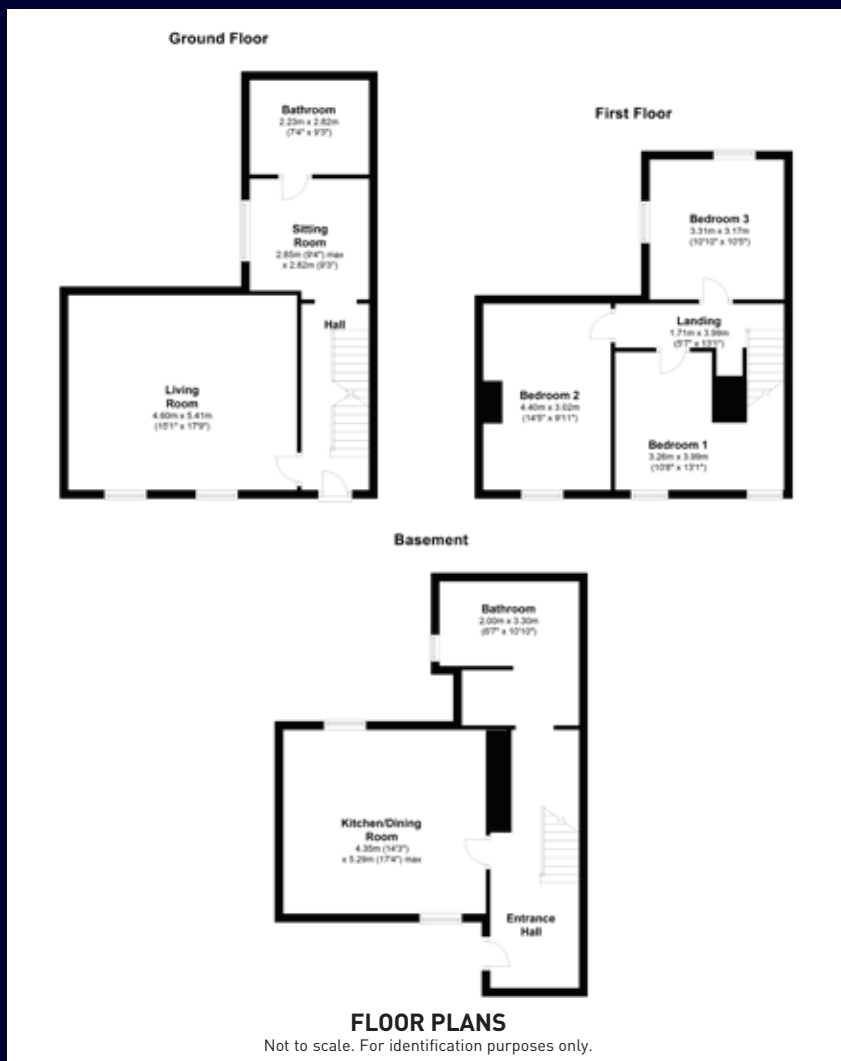 Ground Floor
Bathroom
2.23m x 2.82m
(7'4" x 9'3")
Sitting
Room
2.85m (9'4") max
x 2.82m (9'3")
Hall
Living
Room
4.60m x 5.41m
(15'1" x 17'9")
First Floor
Bedroom 3
3.31m x 3.17m
(10'10" x 10'5")
Landing
1.71m x 3.99m
(5'7" x 13'1")
Bedroom 2
4.40m x 3.02m
(14'5" x 9'11")
Bedroom 1
3.26m x 3.99m
(10'8" x 13'1")
Basement
Bathroom
2.00m x 3.30m
(6'7" x 10'10")
Kitchen/Dining
Room
4.35m (14'3")
x 5.29m (17'4") max
Entrance
Hall
FLOOR PLANS
Not to scale. For identification purposes only.